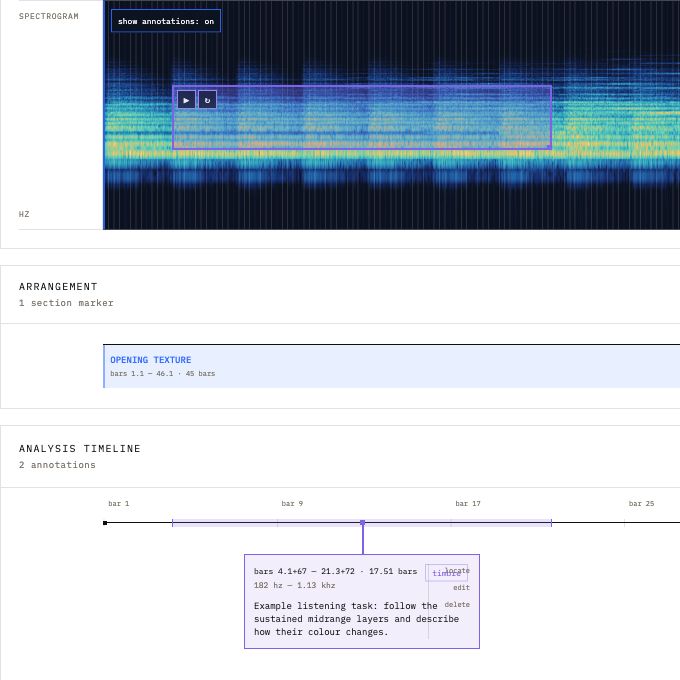 SPECTROGRAM
show annotations: on
▶ ↻
HZ
ARRANGEMENT
1 section marker
OPENING TEXTURE
bars 1.1 — 46.1 · 45 bars
ANALYSIS TIMELINE
2 annotations
bar 1 bar 9 bar 17 bar 25
bars 4.1+67 — 21.3+72 · 17.51 bars timbre locate
182 hz — 1.13 khz edit
Example listening task: follow the delete
sustained midrange layers and describe
how their colour changes.